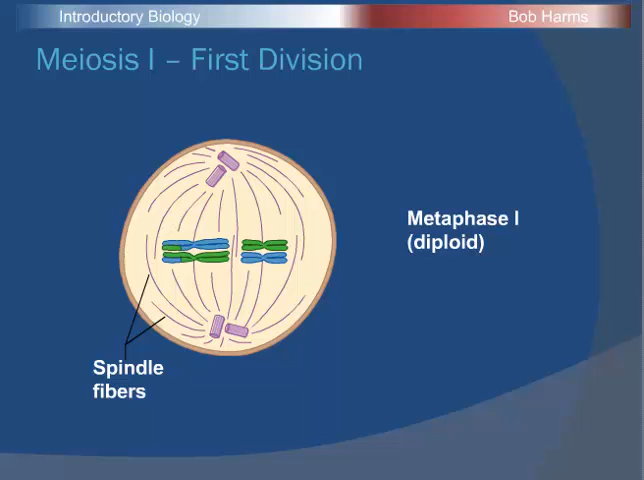 Introductory Biology
Bob Harms
Meiosis I – First Division
Metaphase I
(diploid)
Spindle
fibers